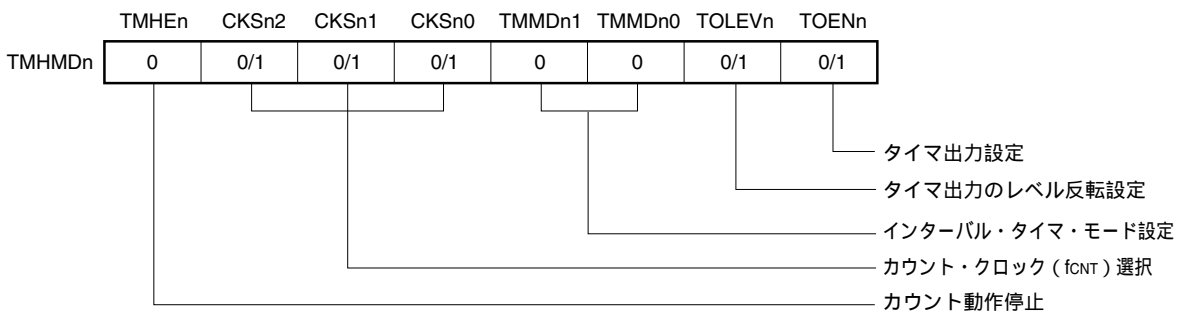 TMHEn CKSn2 CKSn1 CKSn0 TMMDn1 TMMDn0 TOLEVn TOENn
TMHMDn 0 0/1 0/1 0/1 0 0 0/1 0/1
タイマ出力設定
タイマ出力のレベル反転設定
インターバル・タイマ・モード設定
カウント・クロック(fCNT)選択
カウント動作停止